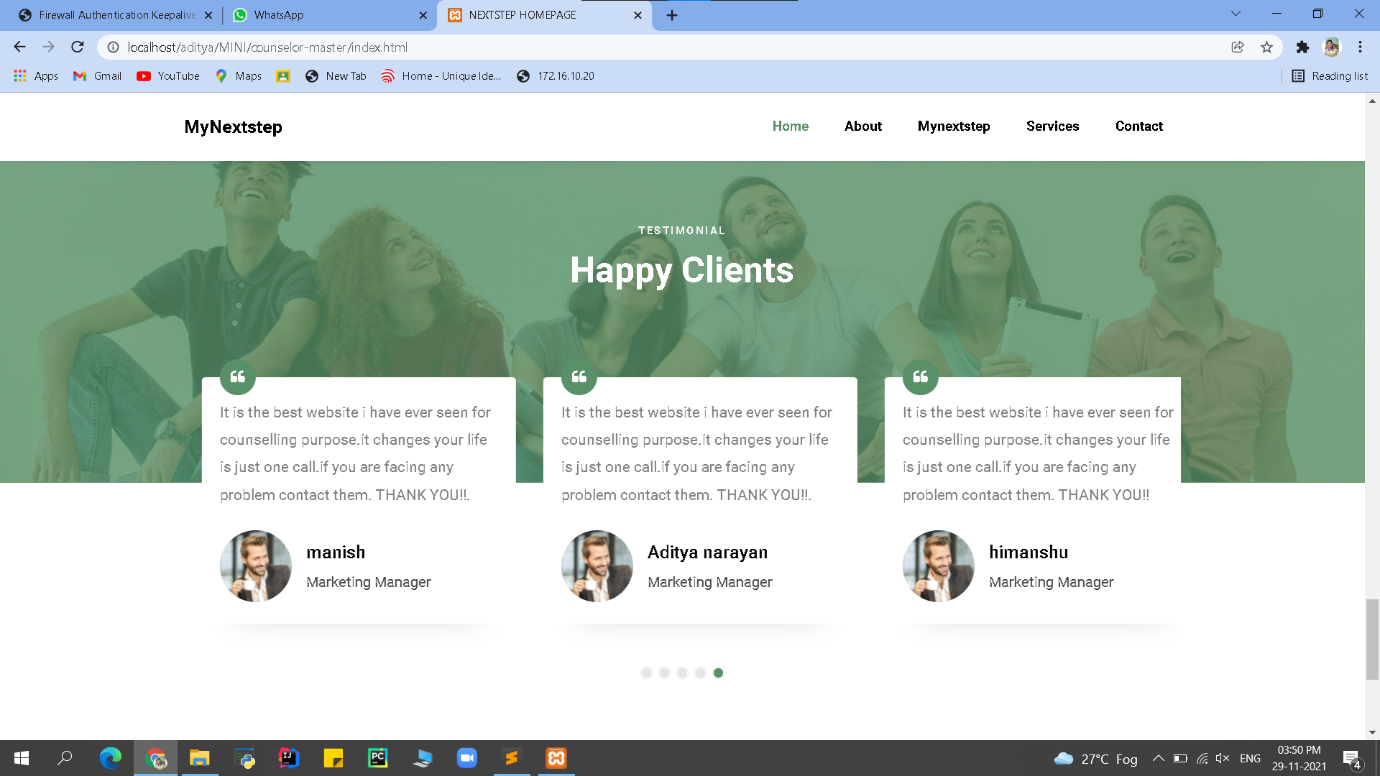 Firewall Authentication Keepalive
WhatsApp
NEXTSTEP HOMEPAGE
localhost/aditya/MINI/counselor-master/index.html
Apps
Gmail
YouTube
Maps
New Tab
Home - Unique Ide...
172.16.10.20
Reading list
MyNextstep
Home
About
Mynextstep
Services
Contact
TESTIMONIAL
Happy Clients
It is the best website i have ever seen for
counselling purpose.it changes your life
is just one call.if you are facing any
problem contact them. THANK YOU!!.
manish
Marketing Manager
It is the best website i have ever seen for
counselling purpose.it changes your life
is just one call.if you are facing any
problem contact them. THANK YOU!!.
Aditya narayan
Marketing Manager
It is the best website i have ever seen for
counselling purpose.it changes your life
is just one call.if you are facing any
problem contact them. THANK YOU!!
himanshu
Marketing Manager
27°C Fog
ENG
03:50 PM
29-11-2021
4